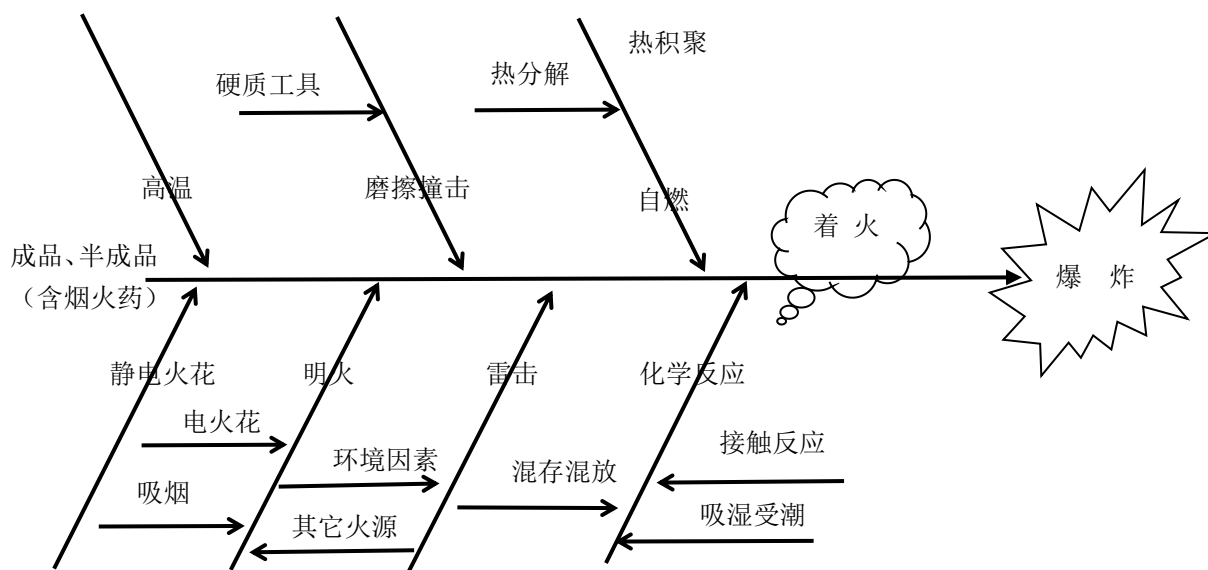 热积聚
热分解
硬质工具
高温
磨擦撞击
自燃
着 火
成品、半成品
（含烟火药）
爆 炸
静电火花
明火
雷击
化学反应
电火花
接触反应
环境因素
混存混放
吸烟
吸湿受潮
其它火源